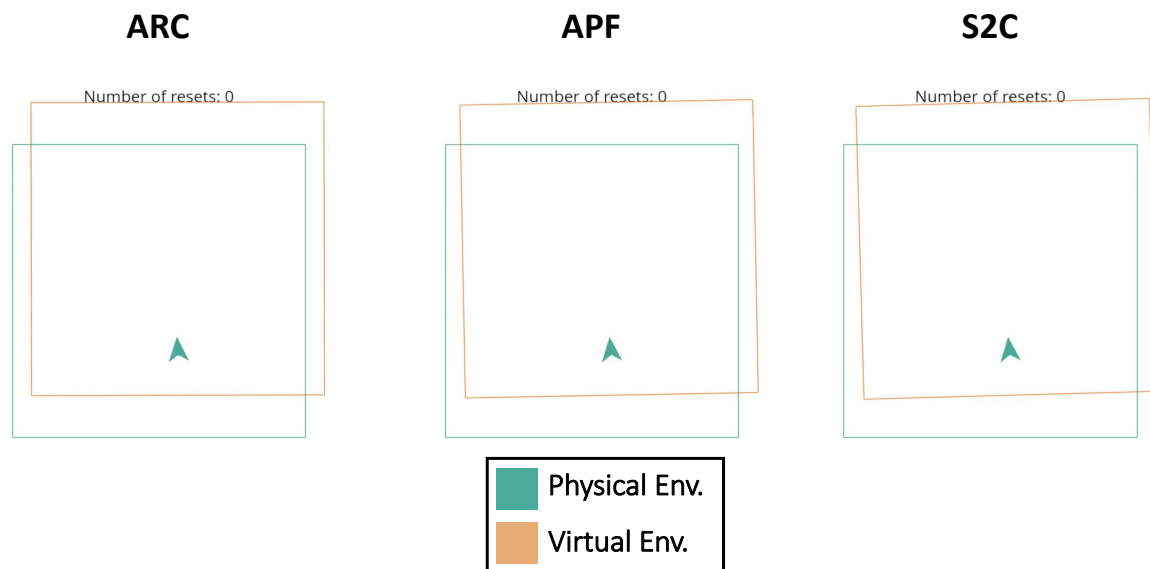 ARC
APF
S2C
Number of resets: 0
Number of resets: 0
Number of resets: 0
Physical Env.
Virtual Env.